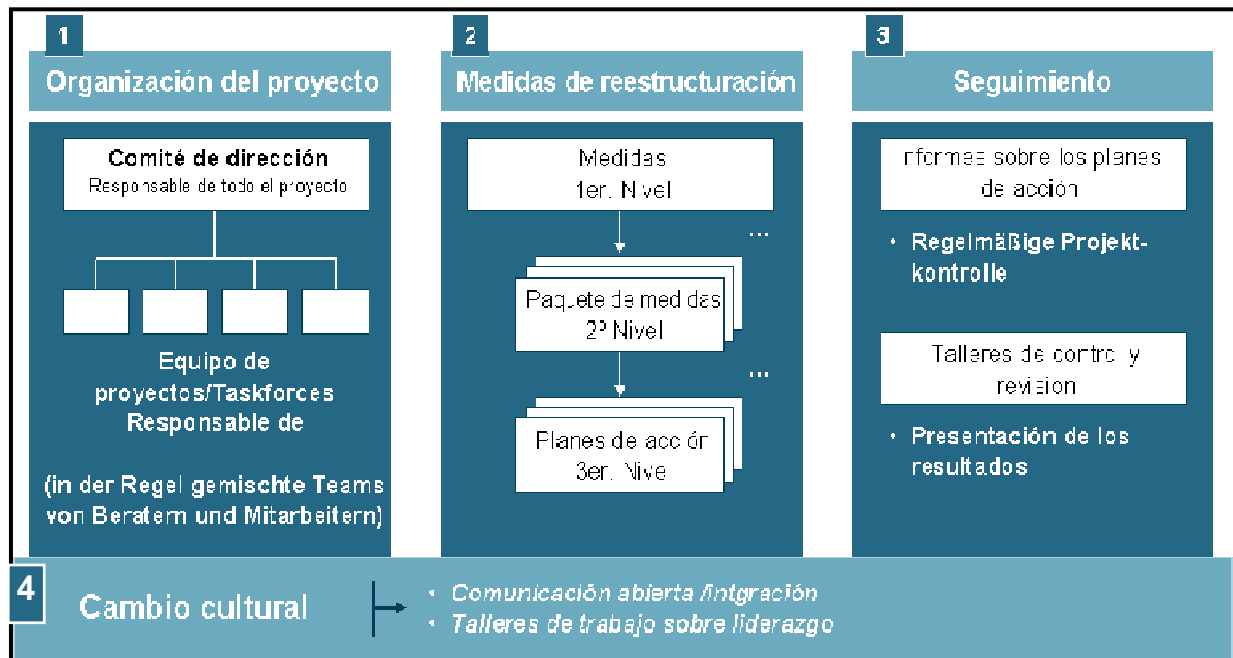 1
Organización del proyecto
Comité de dirección
Responsable de todo el proyecto
Equipo de
proyectos/Taskforces
Responsable de
(in der Regel gemischte Teams
von Beratern und Mitarbeitern)
2
Medidas de reestructuración
Medidas
1er. Nivel
...
Paquete de medidas
2º Nivel
...
Planes de acción
3er. Nive
3
Seguimiento
nformes sobre los planes
de acción
• Regelmäßige Projekt-
kontrolle
Talleres de control y
revision
• Presentación de los
resultados
4
Cambio cultural
• Comunicación abierta /intgración
• Talleres de trabajo sobre liderazgo